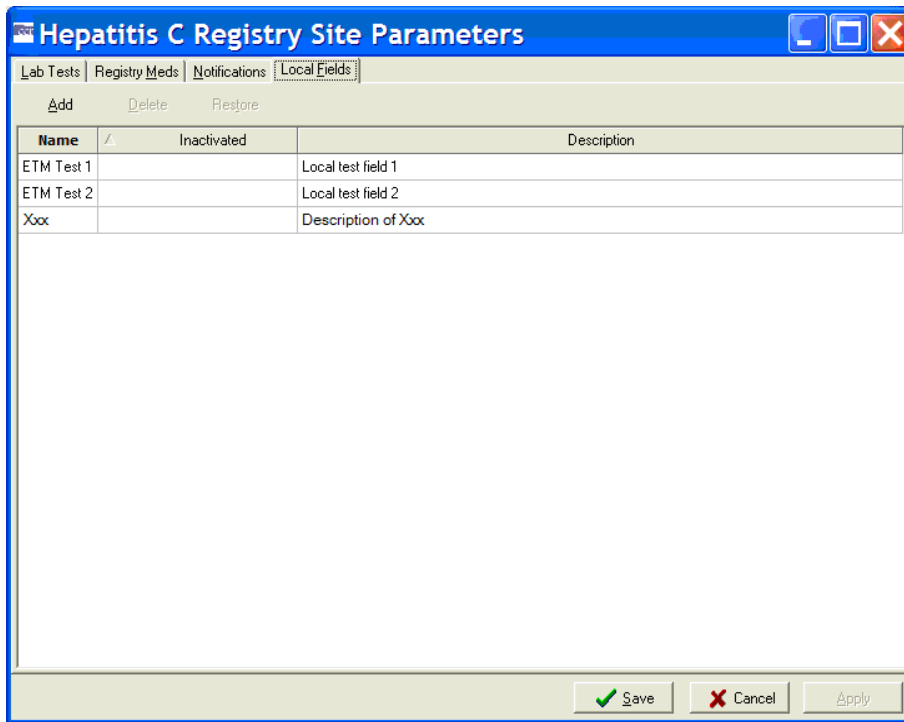 Hepatitis C Registry Site Parameters
Lab Tests Registry Meds Notifications Local Fields
Add Delete Restore
Name Inactivated Description
ETM Test 1 Local test field 1
ETM Test 2 Local test field 2
Xxx Description of Xxx
Save Cancel Apply